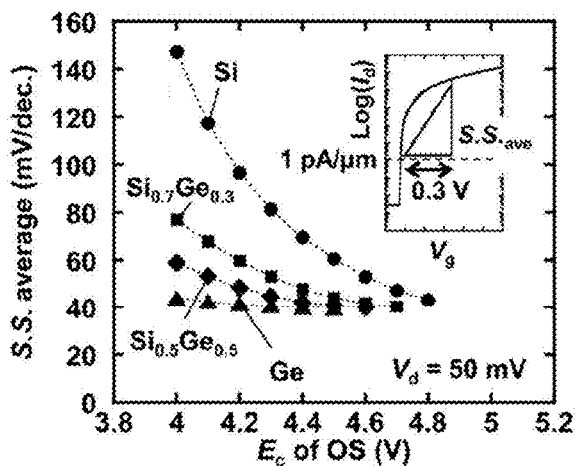 S.S. average (mV/dec.)
160
140
120
100
80
60
40
20
0
Si
Si0.7Ge0.3
Si0.5Ge0.5
Ge
Log(Id)
S.S.ave
1 pA/μm
0.3 V
Vg
Vd = 50 mV
3.8 4 4.2 4.4 4.6 4.8 5 5.2
Ec of OS (V)